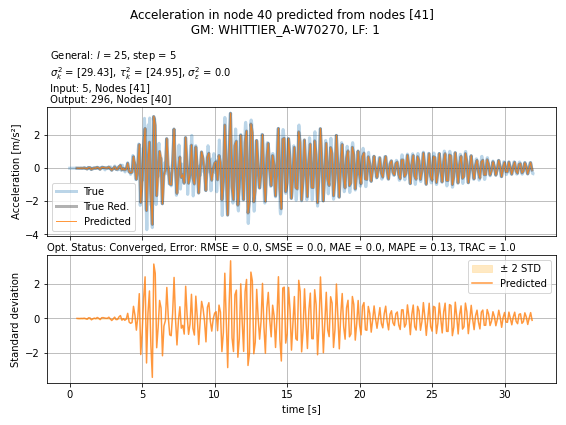 Acceleration in node 40 predicted from nodes [41]
GM: WHITTIER_A-W70270, LF: 1
General: l = 25, step = 5
σ²ₖ = [29.43], τ²ₖ = [24.95], σ²ε = 0.0
Input: 5, Nodes [41]
Output: 296, Nodes [40]
Acceleration [m/s²]
2
0
−2
−4
True
True Red.
Predicted
Opt. Status: Converged, Error: RMSE = 0.0, SMSE = 0.0, MAE = 0.0, MAPE = 0.13, TRAC = 1.0
Standard deviation
2
0
−2
± 2 STD
Predicted
0 5 10 15 20 25 30
time [s]